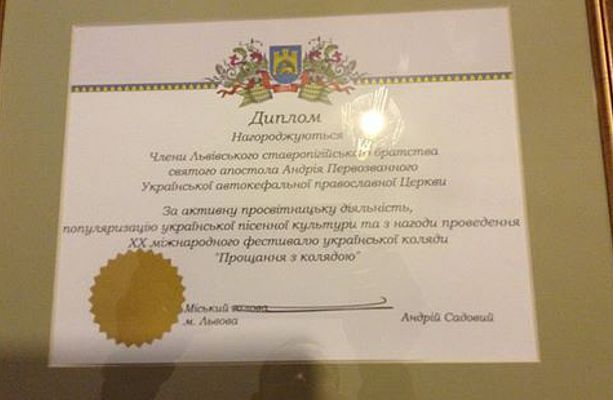 Диплом
Нагороджуються
Члени Львівського ставропігійського братства
святого апостола Андрія Первозванного
Української автокефальної православної Церкви
За активну просвітницьку діяльність,
популяризацію української пісенної культури та з нагоди проведення
XX міжнародного фестивалю української коляди
"Прощання з колядою"
Міський голова
м. Львова
Андрій Садовий